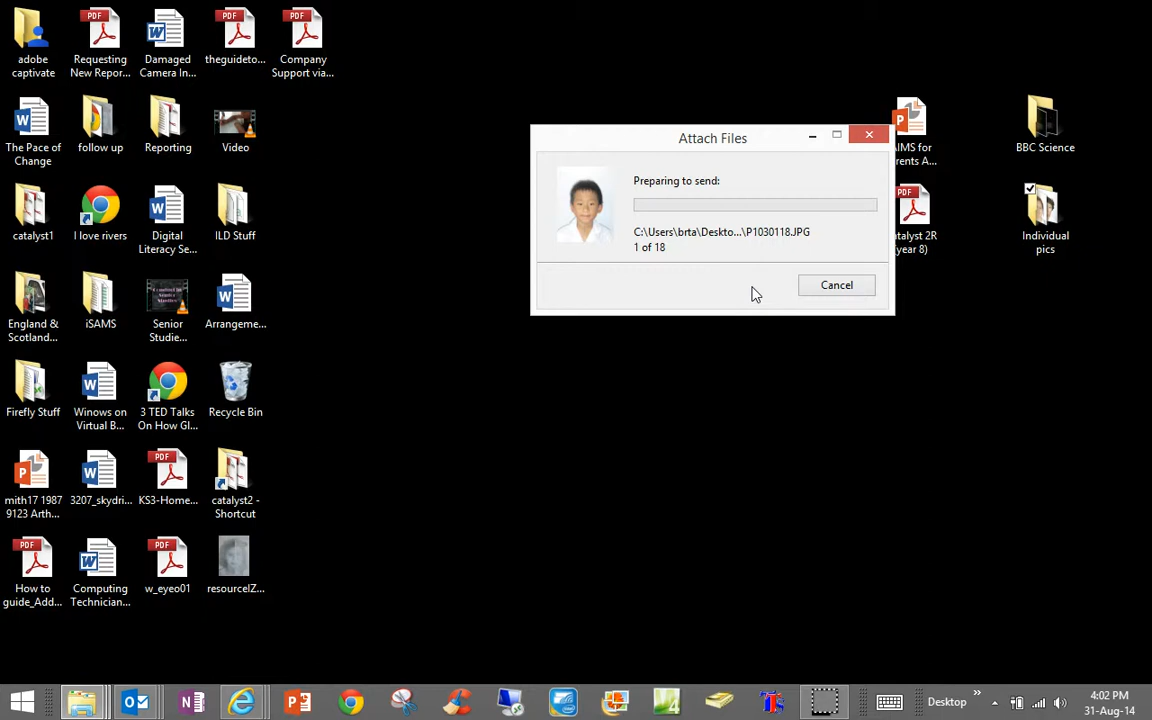 adobe
captivate
Requesting
New Repor...
Damaged
Camera In...
theguideto...
Company
Support via...
The Pace of
Change
follow up
Reporting
Video
catalyst1
I love rivers
Digital
Literacy Se...
ILD Stuff
England &
Scotland...
iSAMS
Senior
Studie...
Arrangeme...
Firefly Stuff
Winows on
Virtual B...
3 TED Talks
On How Gl...
Recycle Bin
mith17 1987
9123 Arth...
3207_skydri...
KS3-Home...
catalyst2 -
Shortcut
How to
guide_Add...
Computing
Technician...
w_eyeo01
resourceIZ...
Attach Files
Preparing to send:
C:\Users\brta\Deskto...\P1030118.JPG
1 of 18
Cancel
AIMS for
rents A...
BBC Science
atalyst 2R
(year 8)
Individual
pics
Desktop
4:02 PM
31-Aug-14